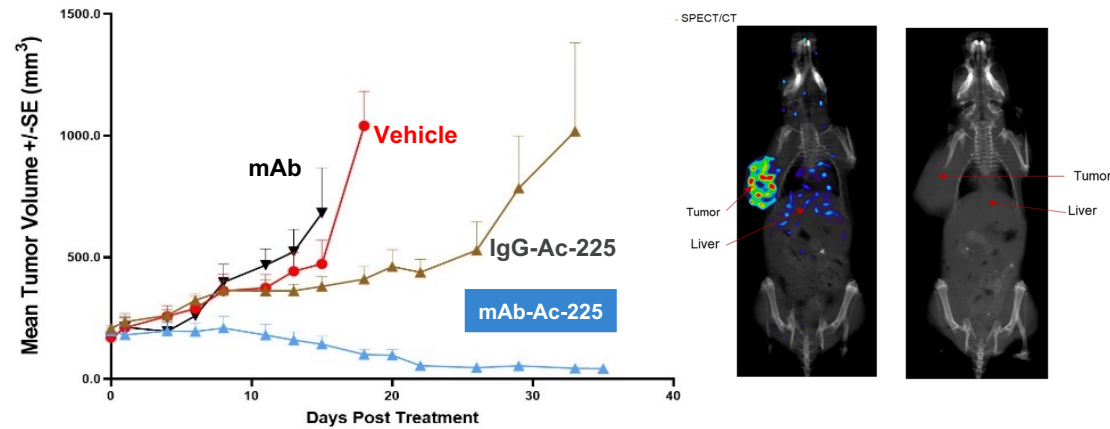 Mean Tumor Volume +/-SE (mm³)
1500.0
1000.0
500.0
0.0
0
10
20
30
40
Days Post Treatment
mAb
Vehicle
IgG-Ac-225
mAb-Ac-225
- SPECT/CT
Tumor
Liver
Tumor
Liver